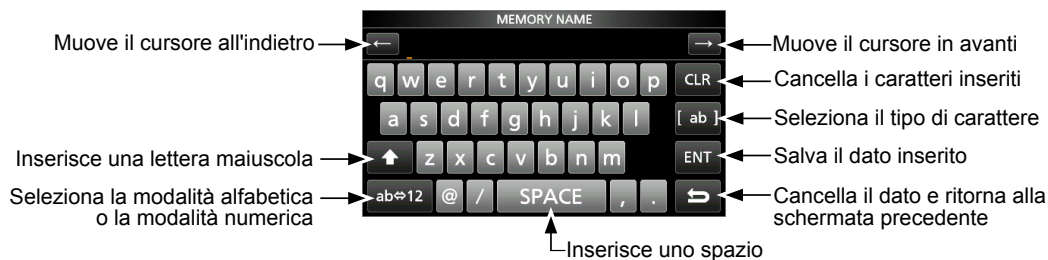 MEMORY NAME
Muove il cursore all'indietro ← → Muove il cursore in avanti
q w e r t y u i o p CLR Cancella i caratteri inseriti
a s d f g h j k l [ ab ] Seleziona il tipo di carattere
Inserisce una lettera maiuscola z x c v b n m ENT Salva il dato inserito
Seleziona la modalità alfabetica
o la modalità numerica
ab⇔12 @ / SPACE , .
Cancella il dato e ritorna alla
schermata precedente
Inserisce uno spazio